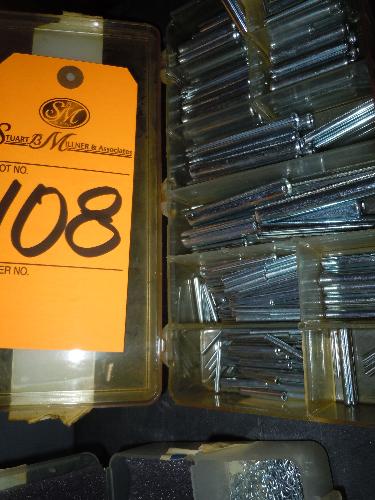 SM
STUART B MILLNER & Associates
OT NO.
108
ER NO.